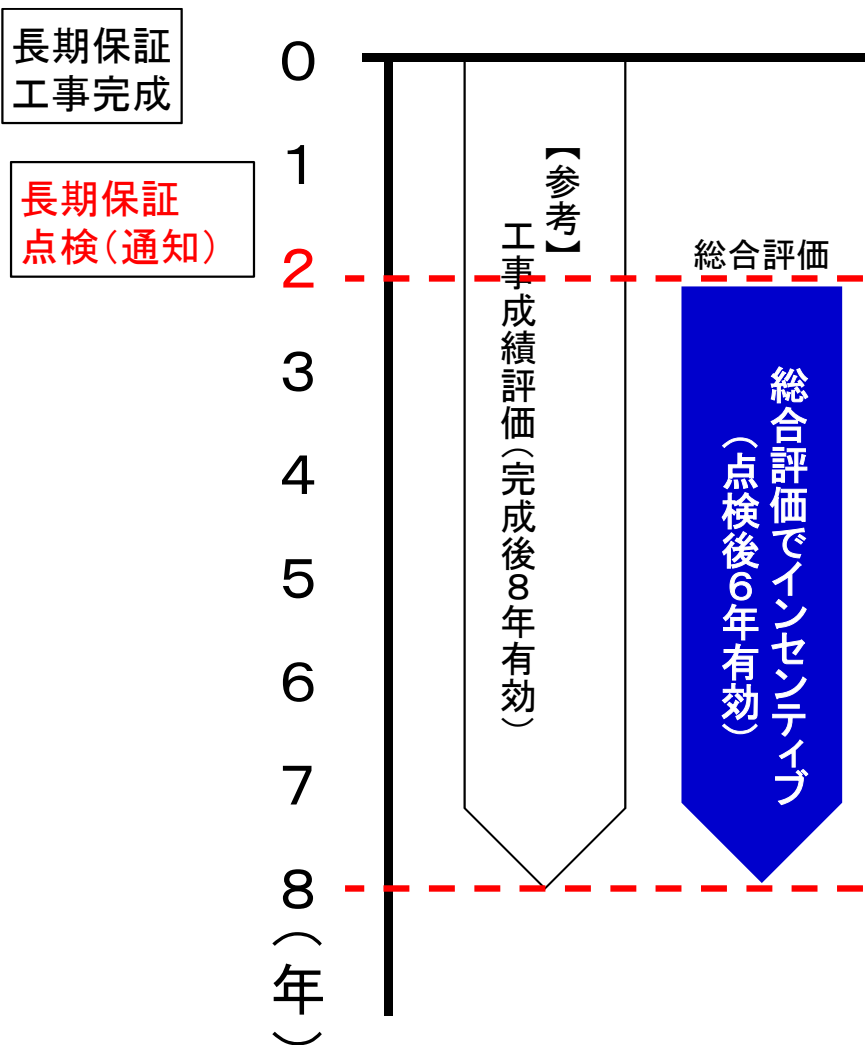 長期保証
工事完成
長期保証
点検(通知)
０
１
２
３
４
５
６
７
８
(年)
【参考】
工事成績評価(完成後８年有効)
総合評価
総合評価でインセンティブ
(点検後６年有効)